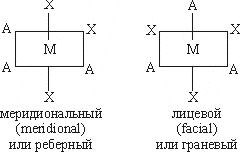 X A
A X X X
M M
A A A A
X X
меридиональный лицевой
(meridional) (facial)
или реберный или граневый